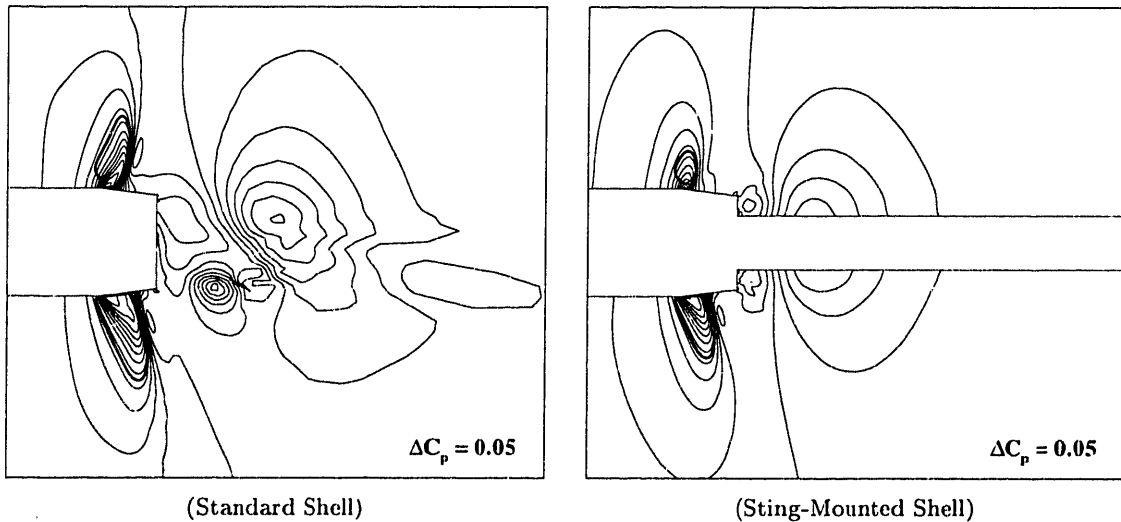 ΔCₚ = 0.05
ΔCₚ = 0.05
(Standard Shell)
(Sting-Mounted Shell)